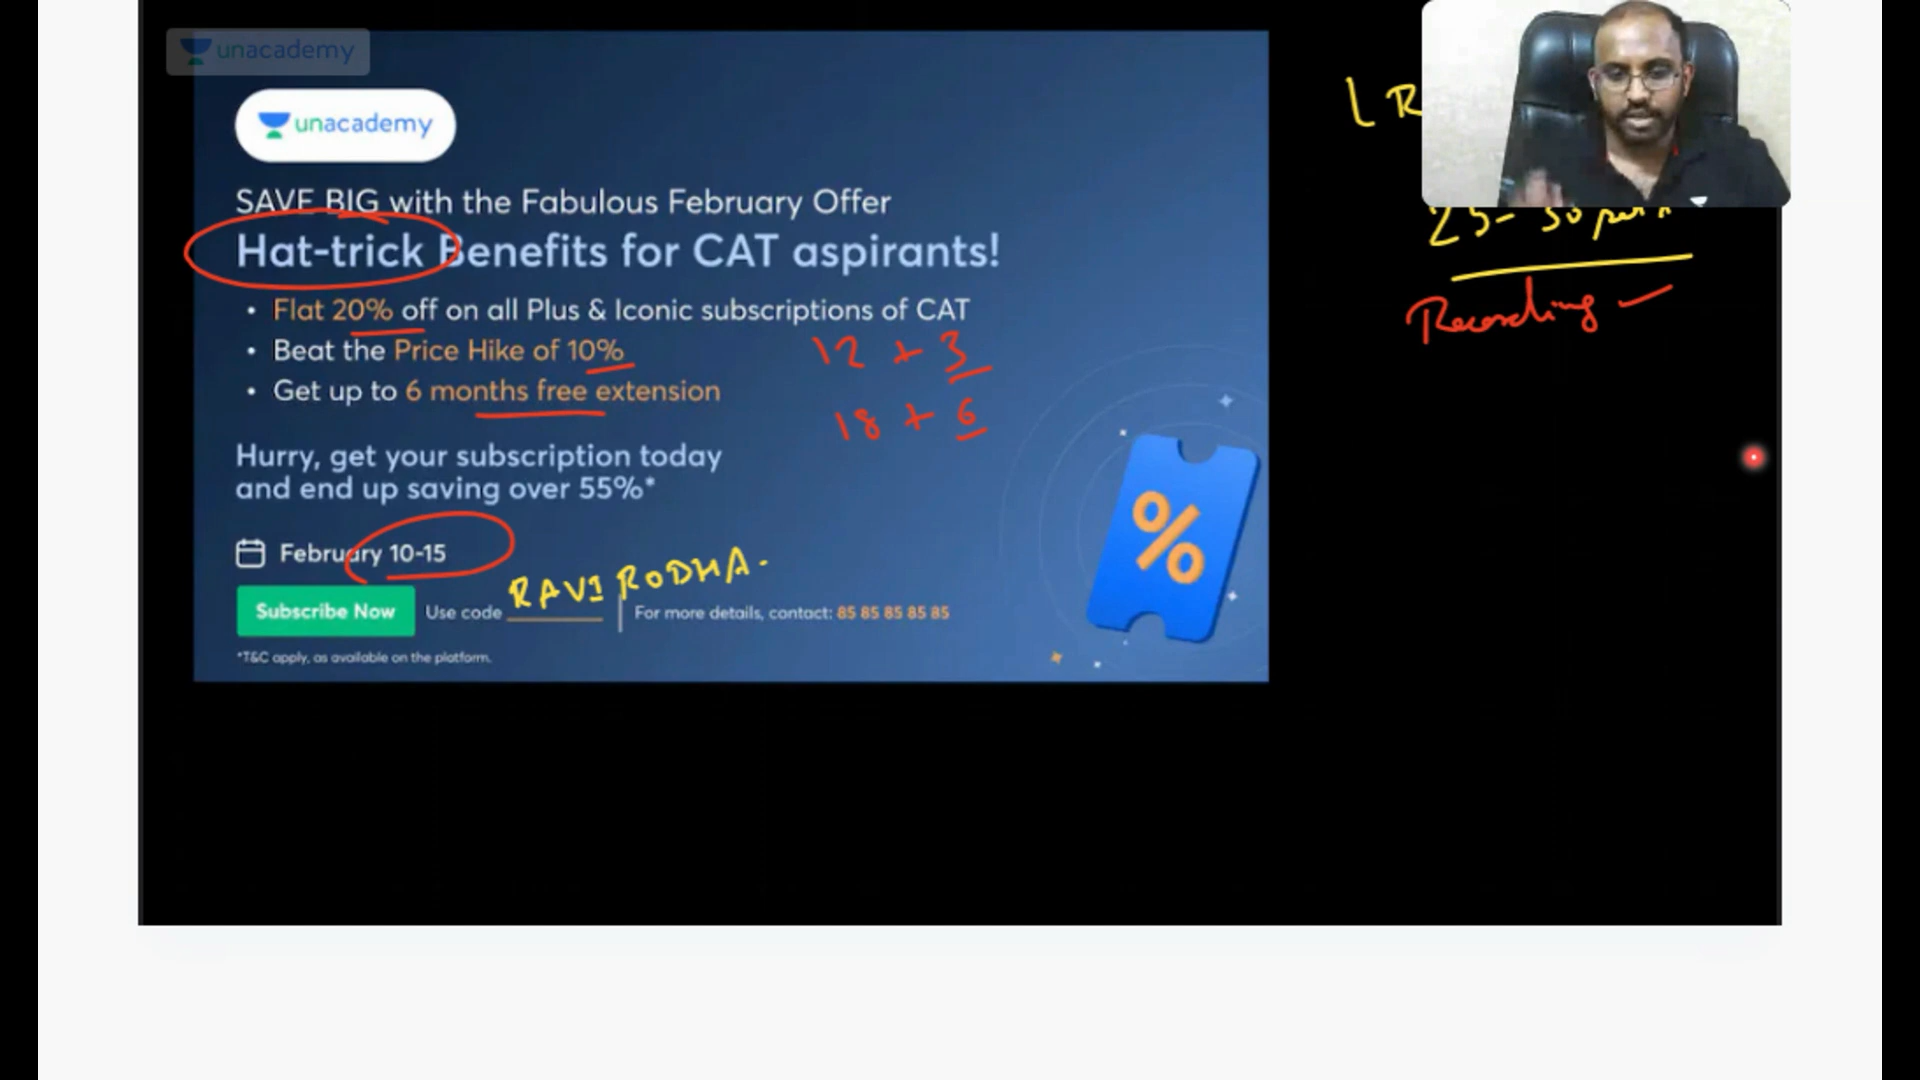 unacademy
unacademy
SAVE BIG with the Fabulous February Offer
Hat-trick Benefits for CAT aspirants!
• Flat 20% off on all Plus & Iconic subscriptions of CAT
• Beat the Price Hike of 10%
12 + 3
• Get up to 6 months free extension
18 + 6
Hurry, get your subscription today
and end up saving over 55%*
February 10-15
RAVI RODHA.
Subscribe Now
Use code
For more details, contact: 85 85 85 85 85
*T&C apply, as available on the platform.
%
Recording